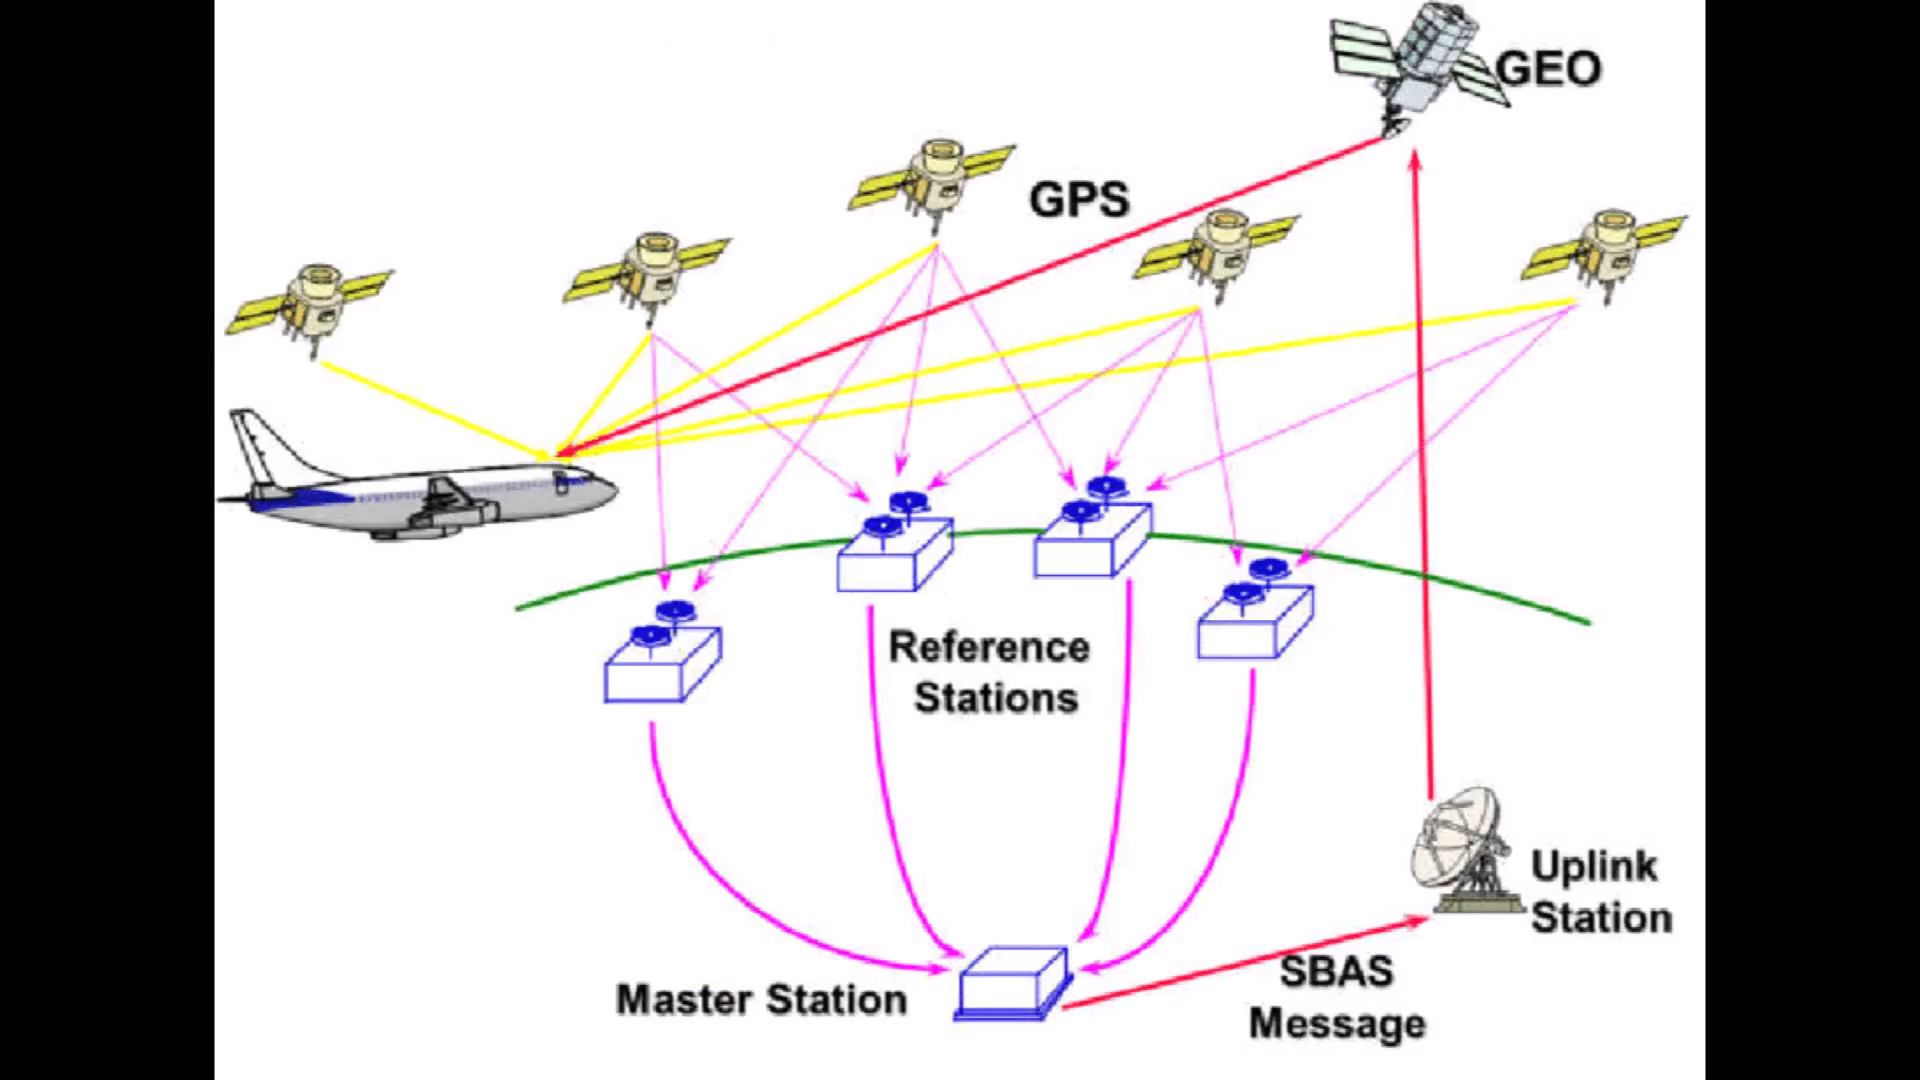 GEO
GPS
Reference
Stations
Uplink
Station
SBAS
Message
Master Station